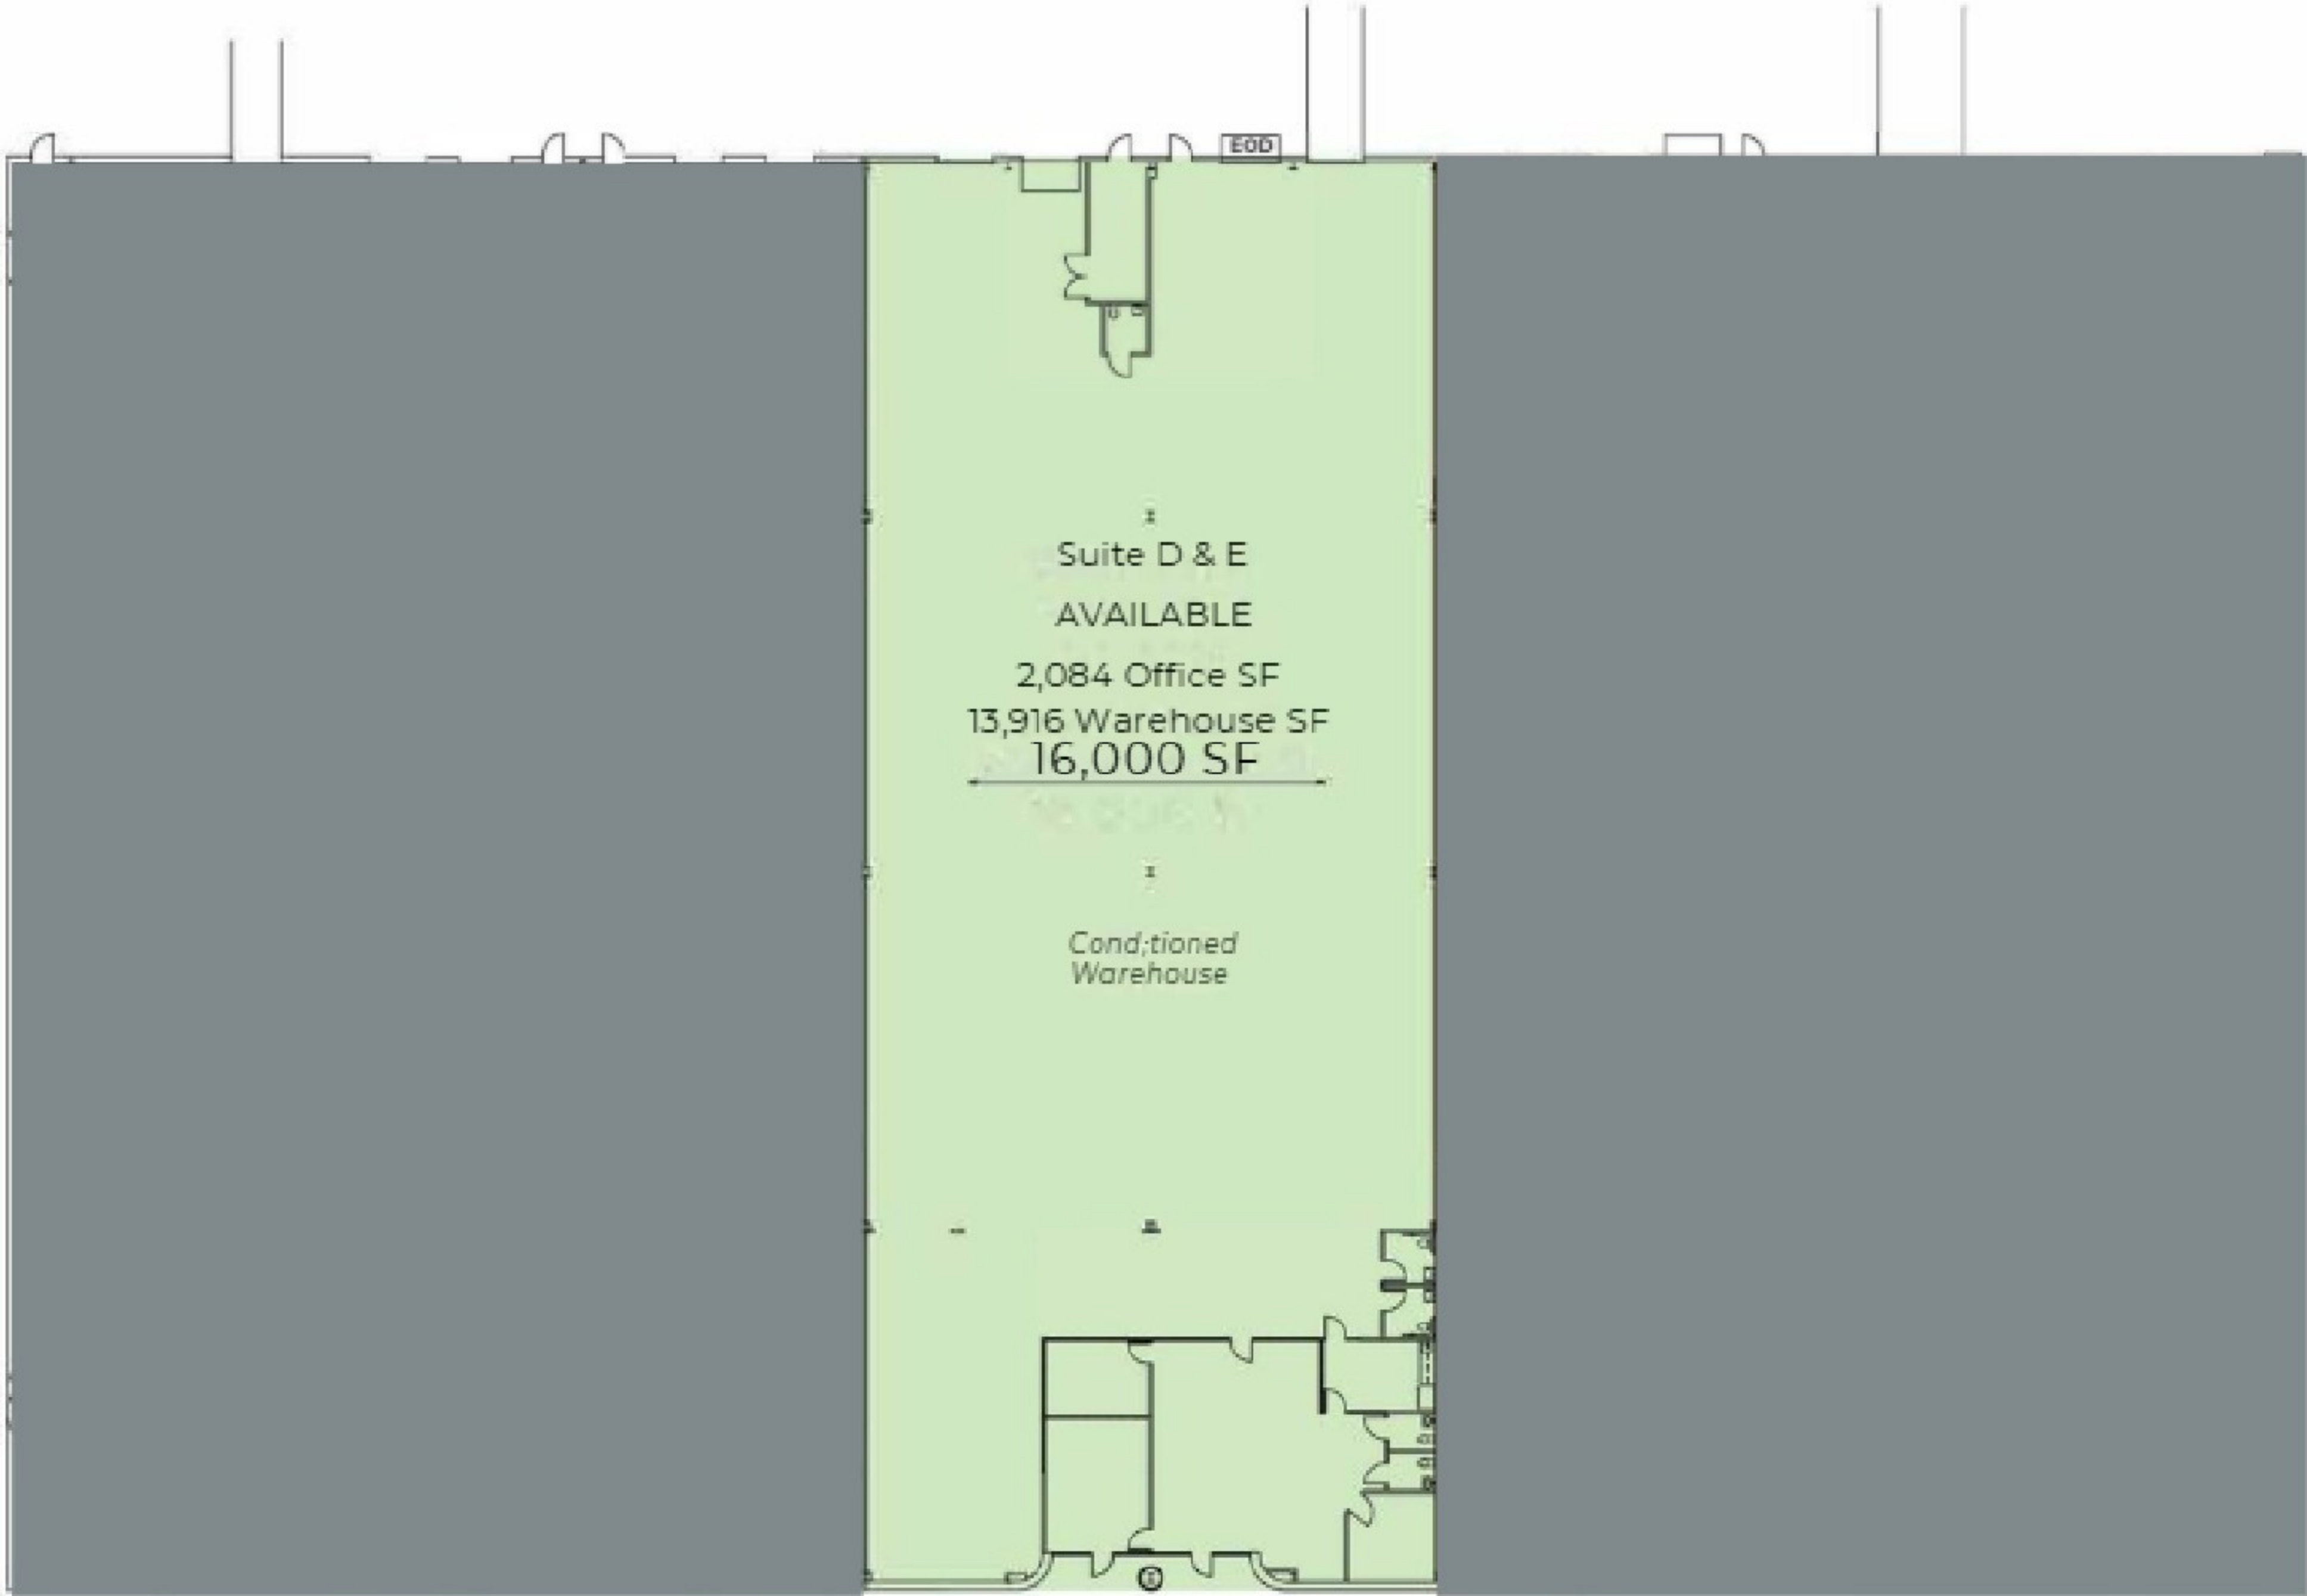 EOD
Suite D & E
AVAILABLE
2,084 Office SF
13,916 Warehouse SF
16,000 SF
Cond;tioned
Warehouse